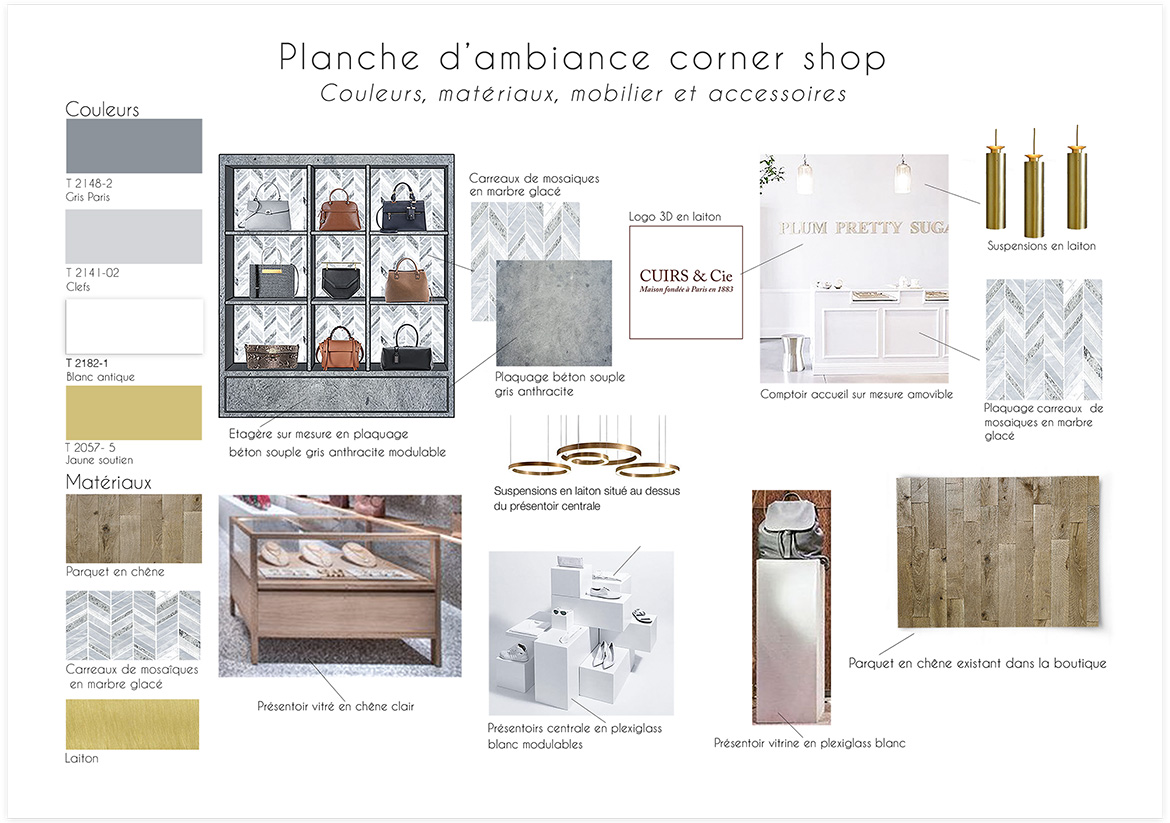 Planche d'ambiance corner shop
Couleurs, matériaux, mobilier et accessoires
Couleurs
T 2148-2
Gris Paris
T 2141-02
Clefs
T 2182-1
Blanc antique
T 2057- 5
Jaune soutien
Matériaux
Parquet en chêne
Carreaux de mosaïques
en marbre glacé
Laiton
Etagère sur mesure en plaquage
béton souple gris anthracite modulable
Carreaux de mosaiques
en marbre glacé
Plaquage béton souple
gris anthracite
Logo 3D en laiton
CUIRS & Cie
Maison fondée à Paris en 1883
PLUM PRETTY SUGA
Comptoir accueil sur mesure amovible
Suspensions en laiton
Plaquage carreaux de
mosaiques en marbre
glacé
Suspensions en laiton situé au dessus
du présentoir centrale
Présentoir vitré en chêne clair
Présentoirs centrale en plexiglass
blanc modulables
Présentoir vitrine en plexiglass blanc
Parquet en chêne existant dans la boutique